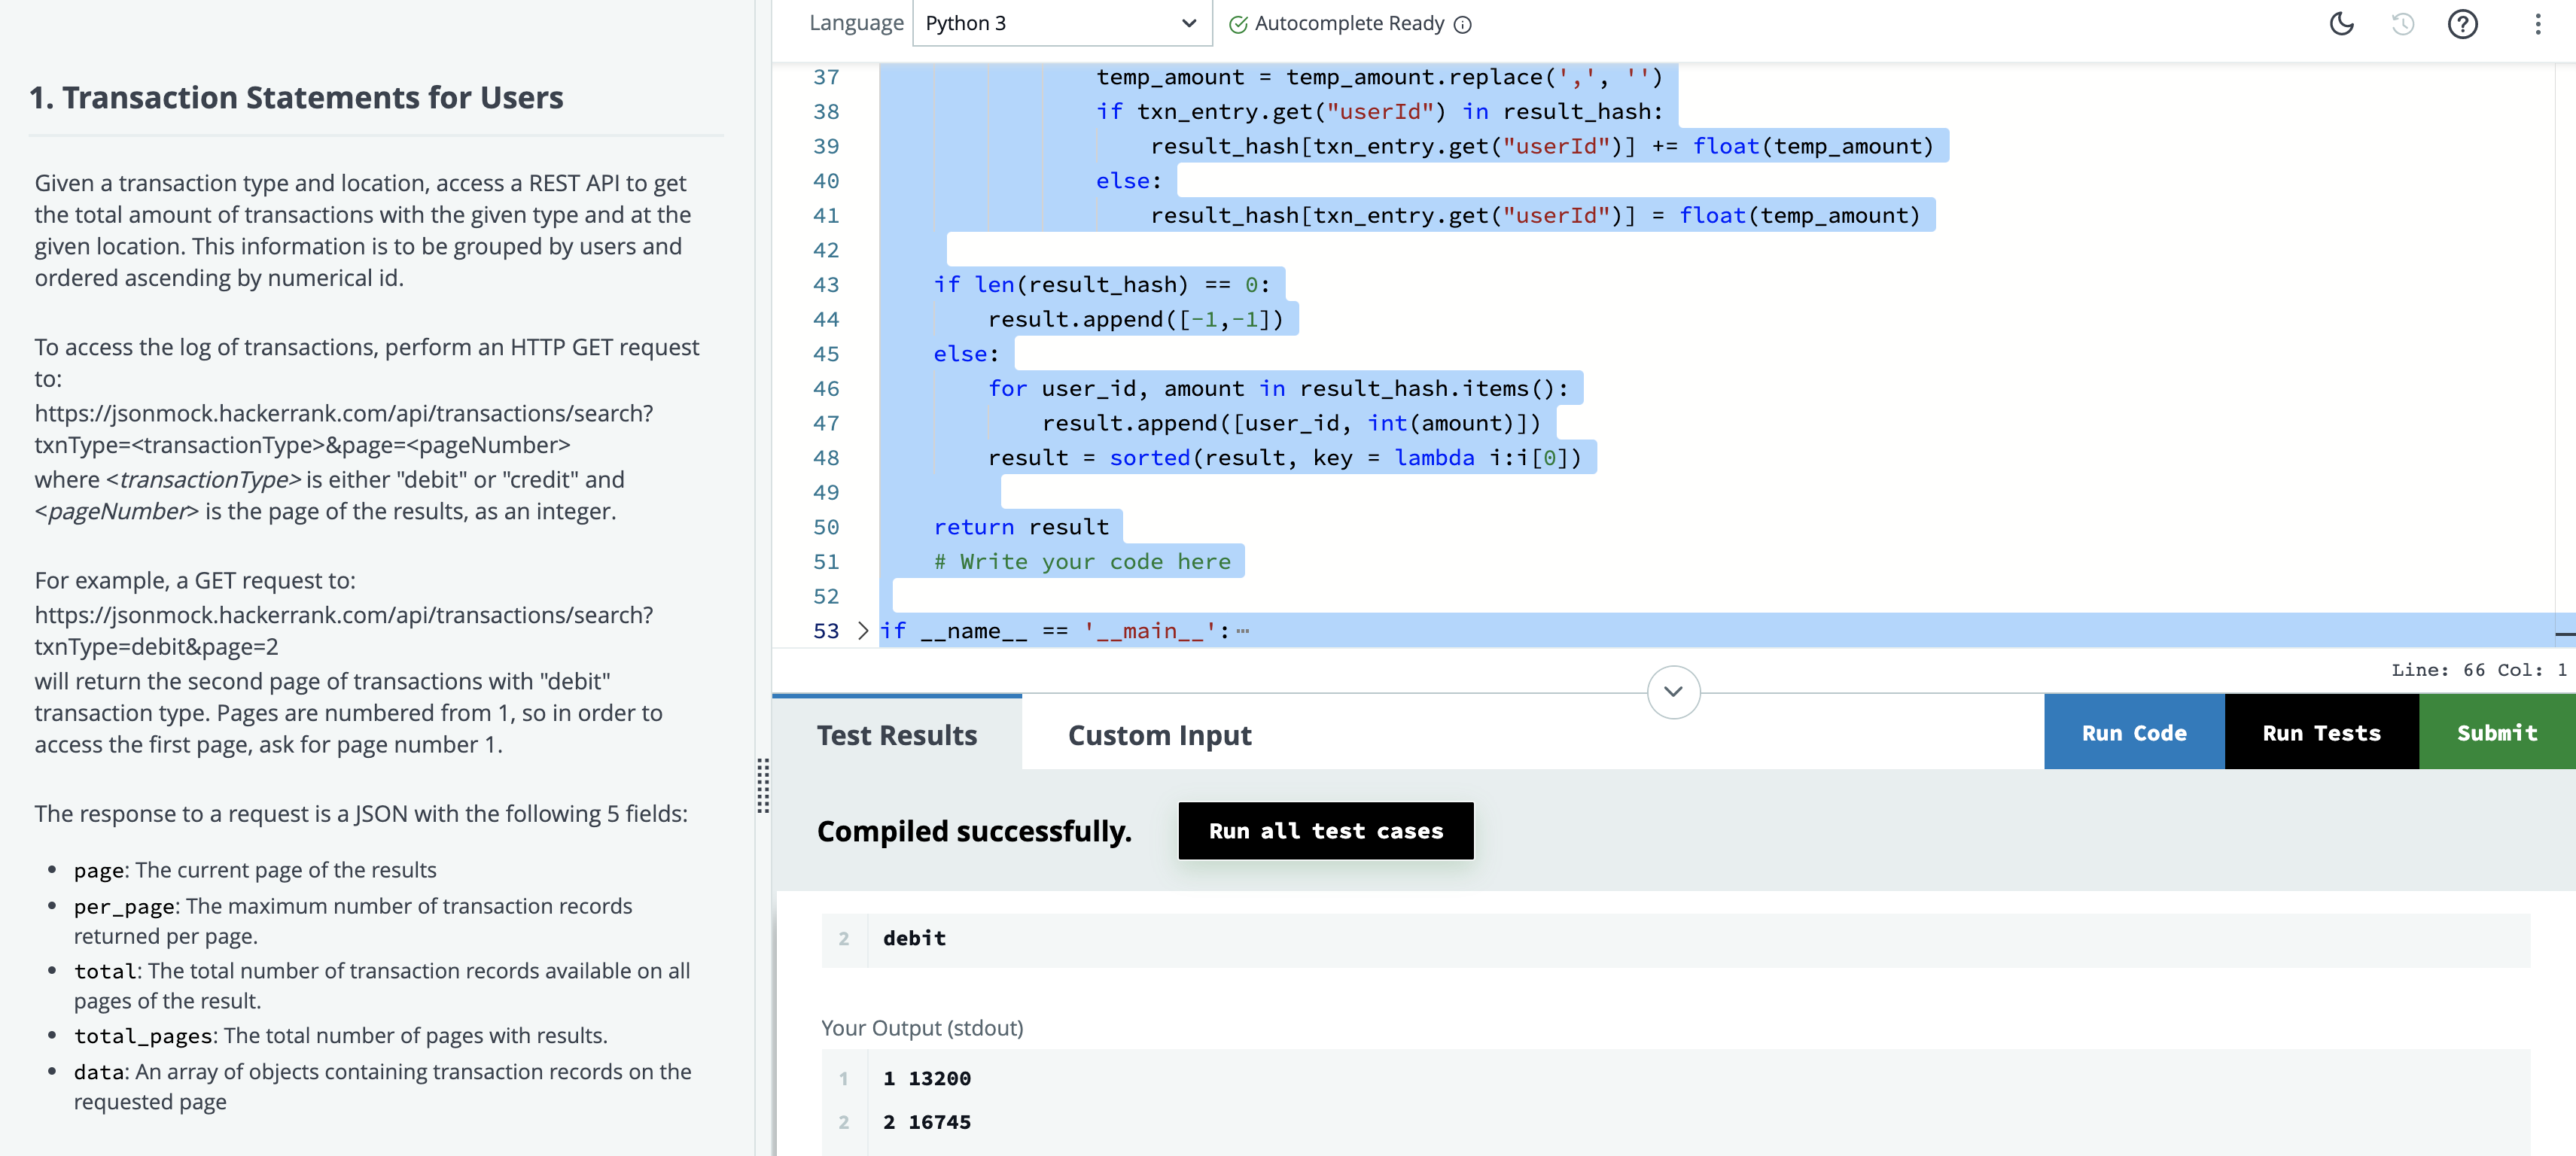 1. Transaction Statements for Users
Given a transaction type and location, access a REST API to get
the total amount of transactions with the given type and at the
given location. This information is to be grouped by users and
ordered ascending by numerical id.
To access the log of transactions, perform an HTTP GET request
to:
https://jsonmock.hackerrank.com/api/transactions/search?
txnType=<transactionType>&page=<pageNumber>
where <transactionType> is either "debit" or "credit" and
<pageNumber> is the page of the results, as an integer.
For example, a GET request to:
https://jsonmock.hackerrank.com/api/transactions/search?
txnType=debit&page=2
will return the second page of transactions with "debit"
transaction type. Pages are numbered from 1, so in order to
access the first page, ask for page number 1.
The response to a request is a JSON with the following 5 fields:
• page: The current page of the results
• per_page: The maximum number of transaction records
returned per page.
• total: The total number of transaction records available on all
pages of the result.
• total_pages: The total number of pages with results.
• data: An array of objects containing transaction records on the
requested page
Language Python 3 Autocomplete Ready
37 temp_amount = temp_amount.replace(',', '')
38 if txn_entry.get("userId") in result_hash:
39 result_hash[txn_entry.get("userId")] += float(temp_amount)
40 else:
41 result_hash[txn_entry.get("userId")] = float(temp_amount)
42
43 if len(result_hash) == 0:
44 result.append([-1,-1])
45 else:
46 for user_id, amount in result_hash.items():
47 result.append([user_id, int(amount)])
48 result = sorted(result, key = lambda i:i[0])
49
50 return result
51 # Write your code here
52
53 if __name__ == '__main__':
Line: 66 Col: 1
Test Results Custom Input Run Code Run Tests Submit
Compiled successfully. Run all test cases
2 debit
Your Output (stdout)
1 1 13200
2 2 16745